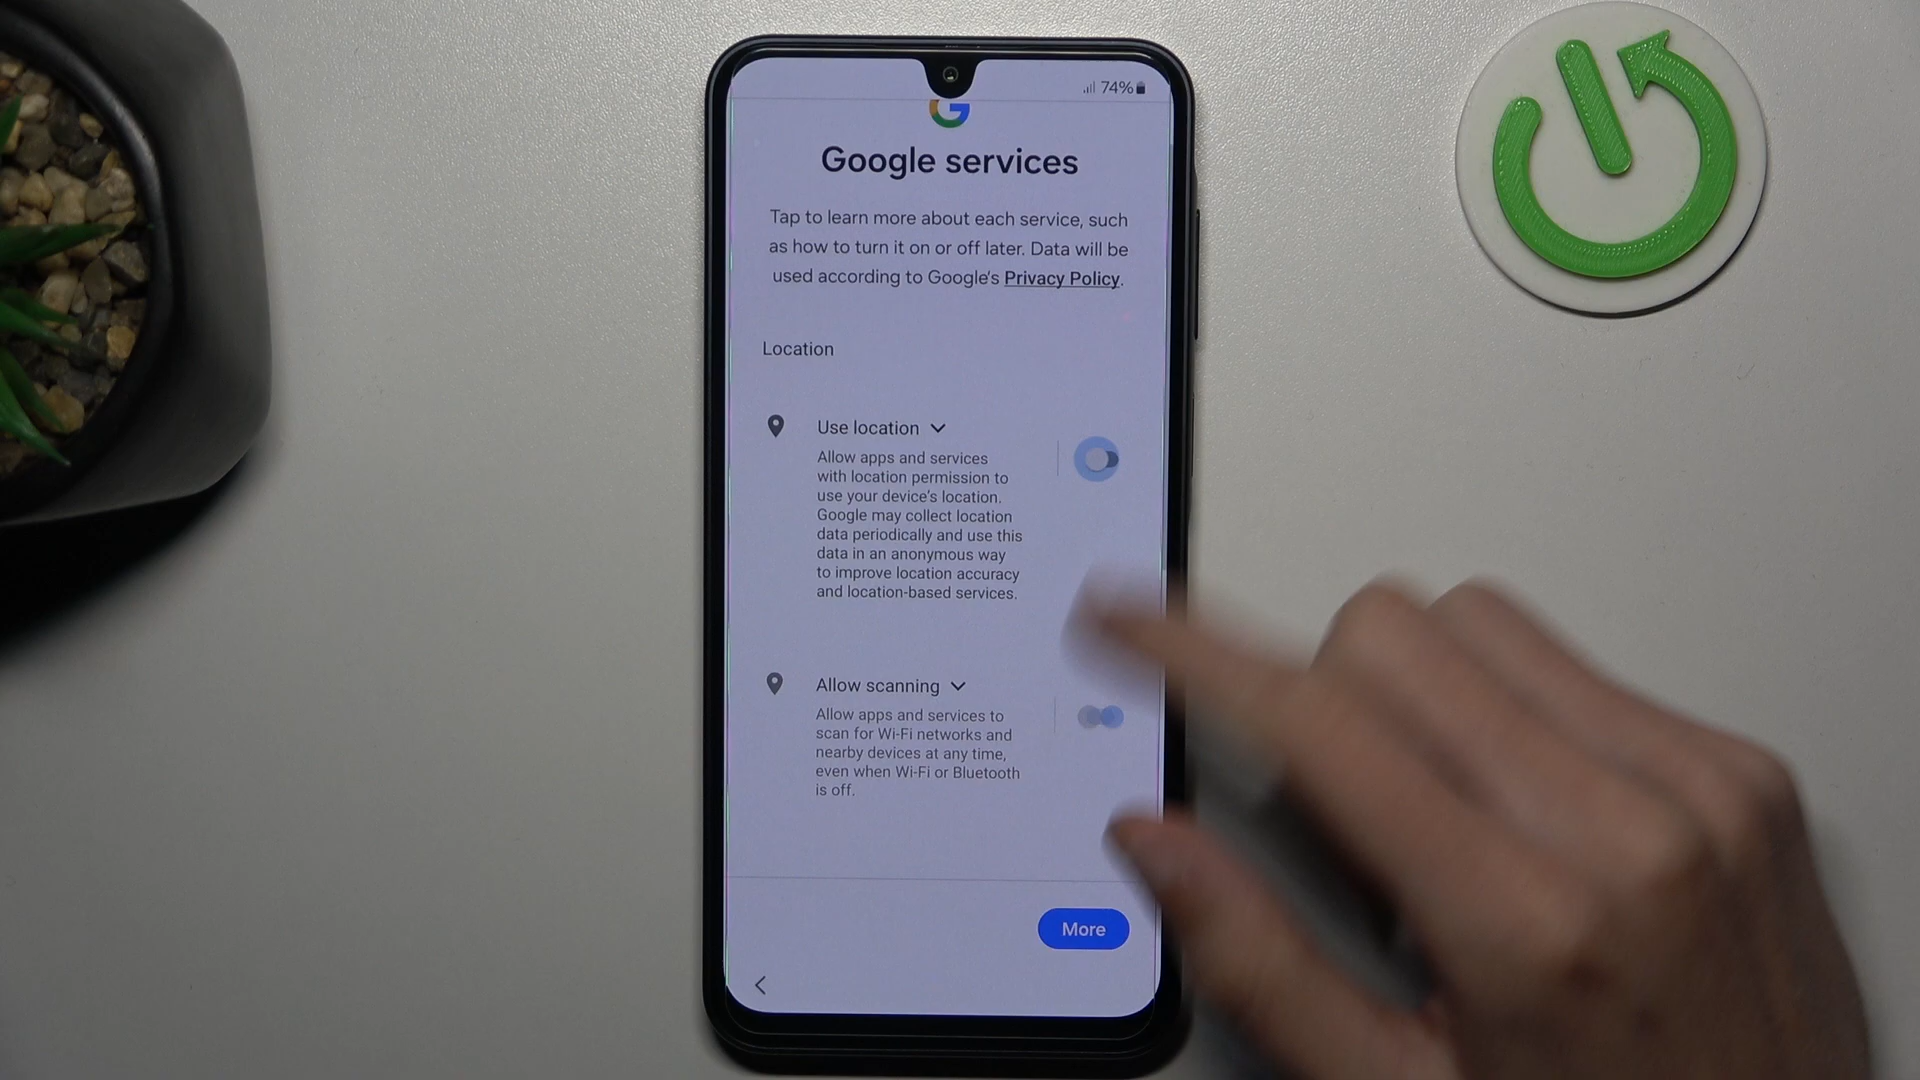 74%
Google services
Tap to learn more about each service, such
as how to turn it on or off later. Data will be
used according to Google's Privacy Policy.
Location
Use location
Allow apps and services
with location permission to
use your device's location.
Google may collect location
data periodically and use this
data in an anonymous way
to improve location accuracy
and location-based services.
Allow scanning
Allow apps and services to
scan for Wi-Fi networks and
nearby devices at any time,
even when Wi-Fi or Bluetooth
is off.
More